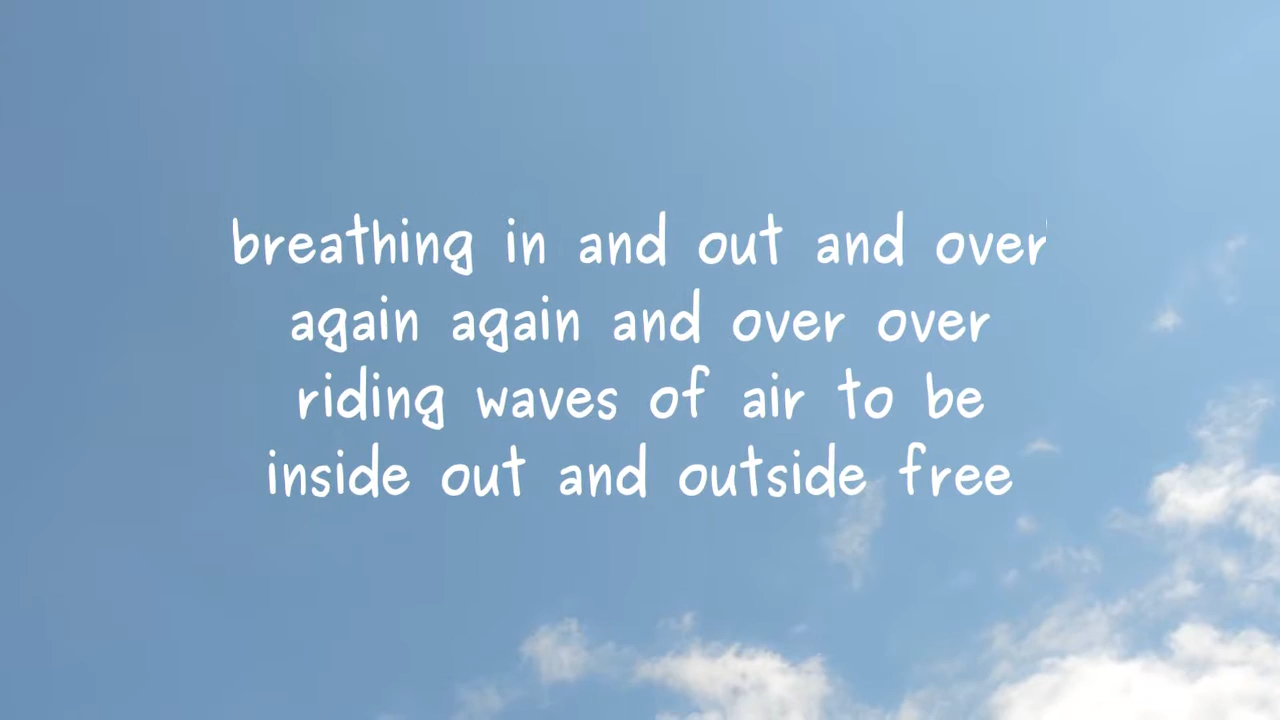 breathing in and out and over
again again and over over
riding waves of air to be
inside out and outside free